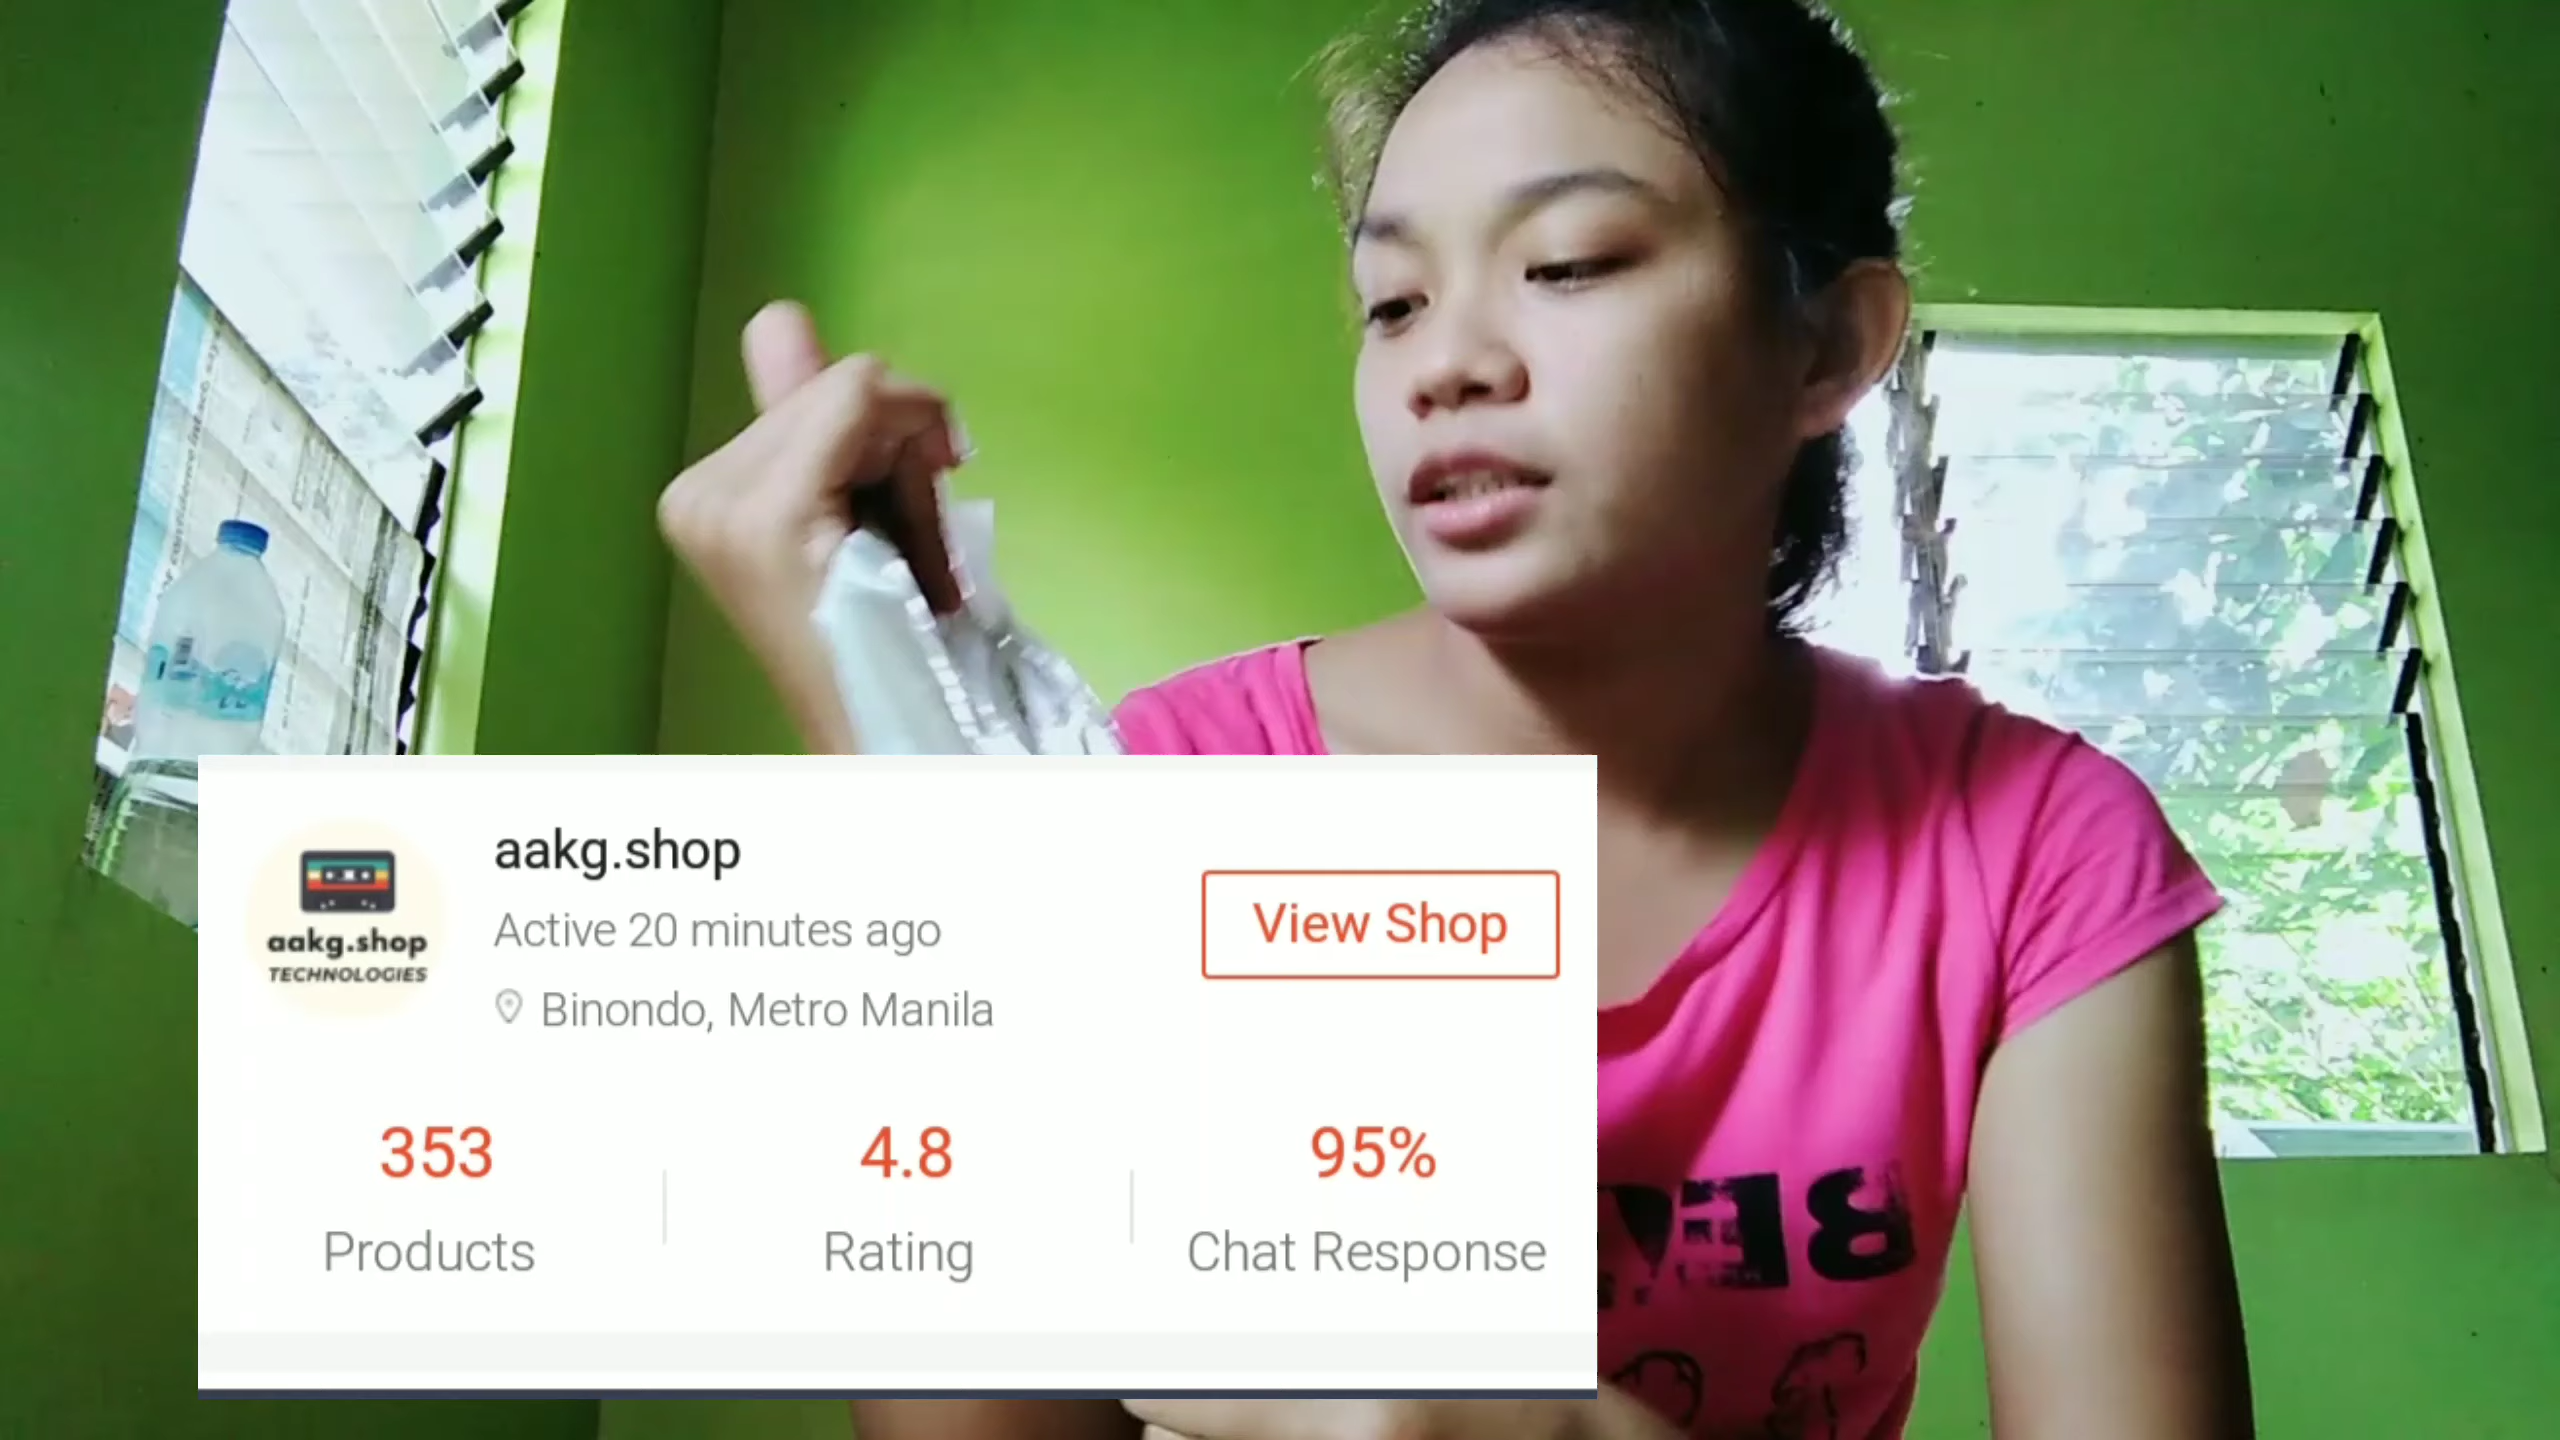 aakg.shop
Active 20 minutes ago
Binondo, Metro Manila
View Shop
aakg.shop
TECHNOLOGIES
353
Products
4.8
Rating
95%
Chat Response